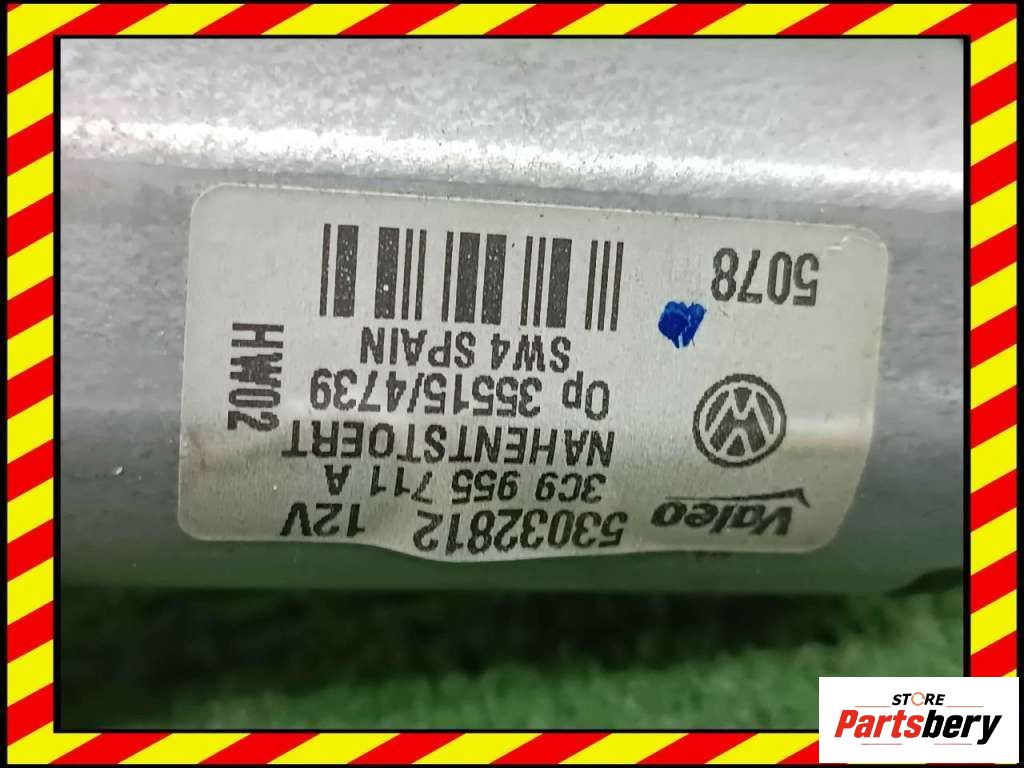 Valeo
53032812 12V
3C9 955 711 A
NAHENTSTOERT
Op 35515/4739
SW4 SPAIN
HW02
5078
STORE
Partsbery